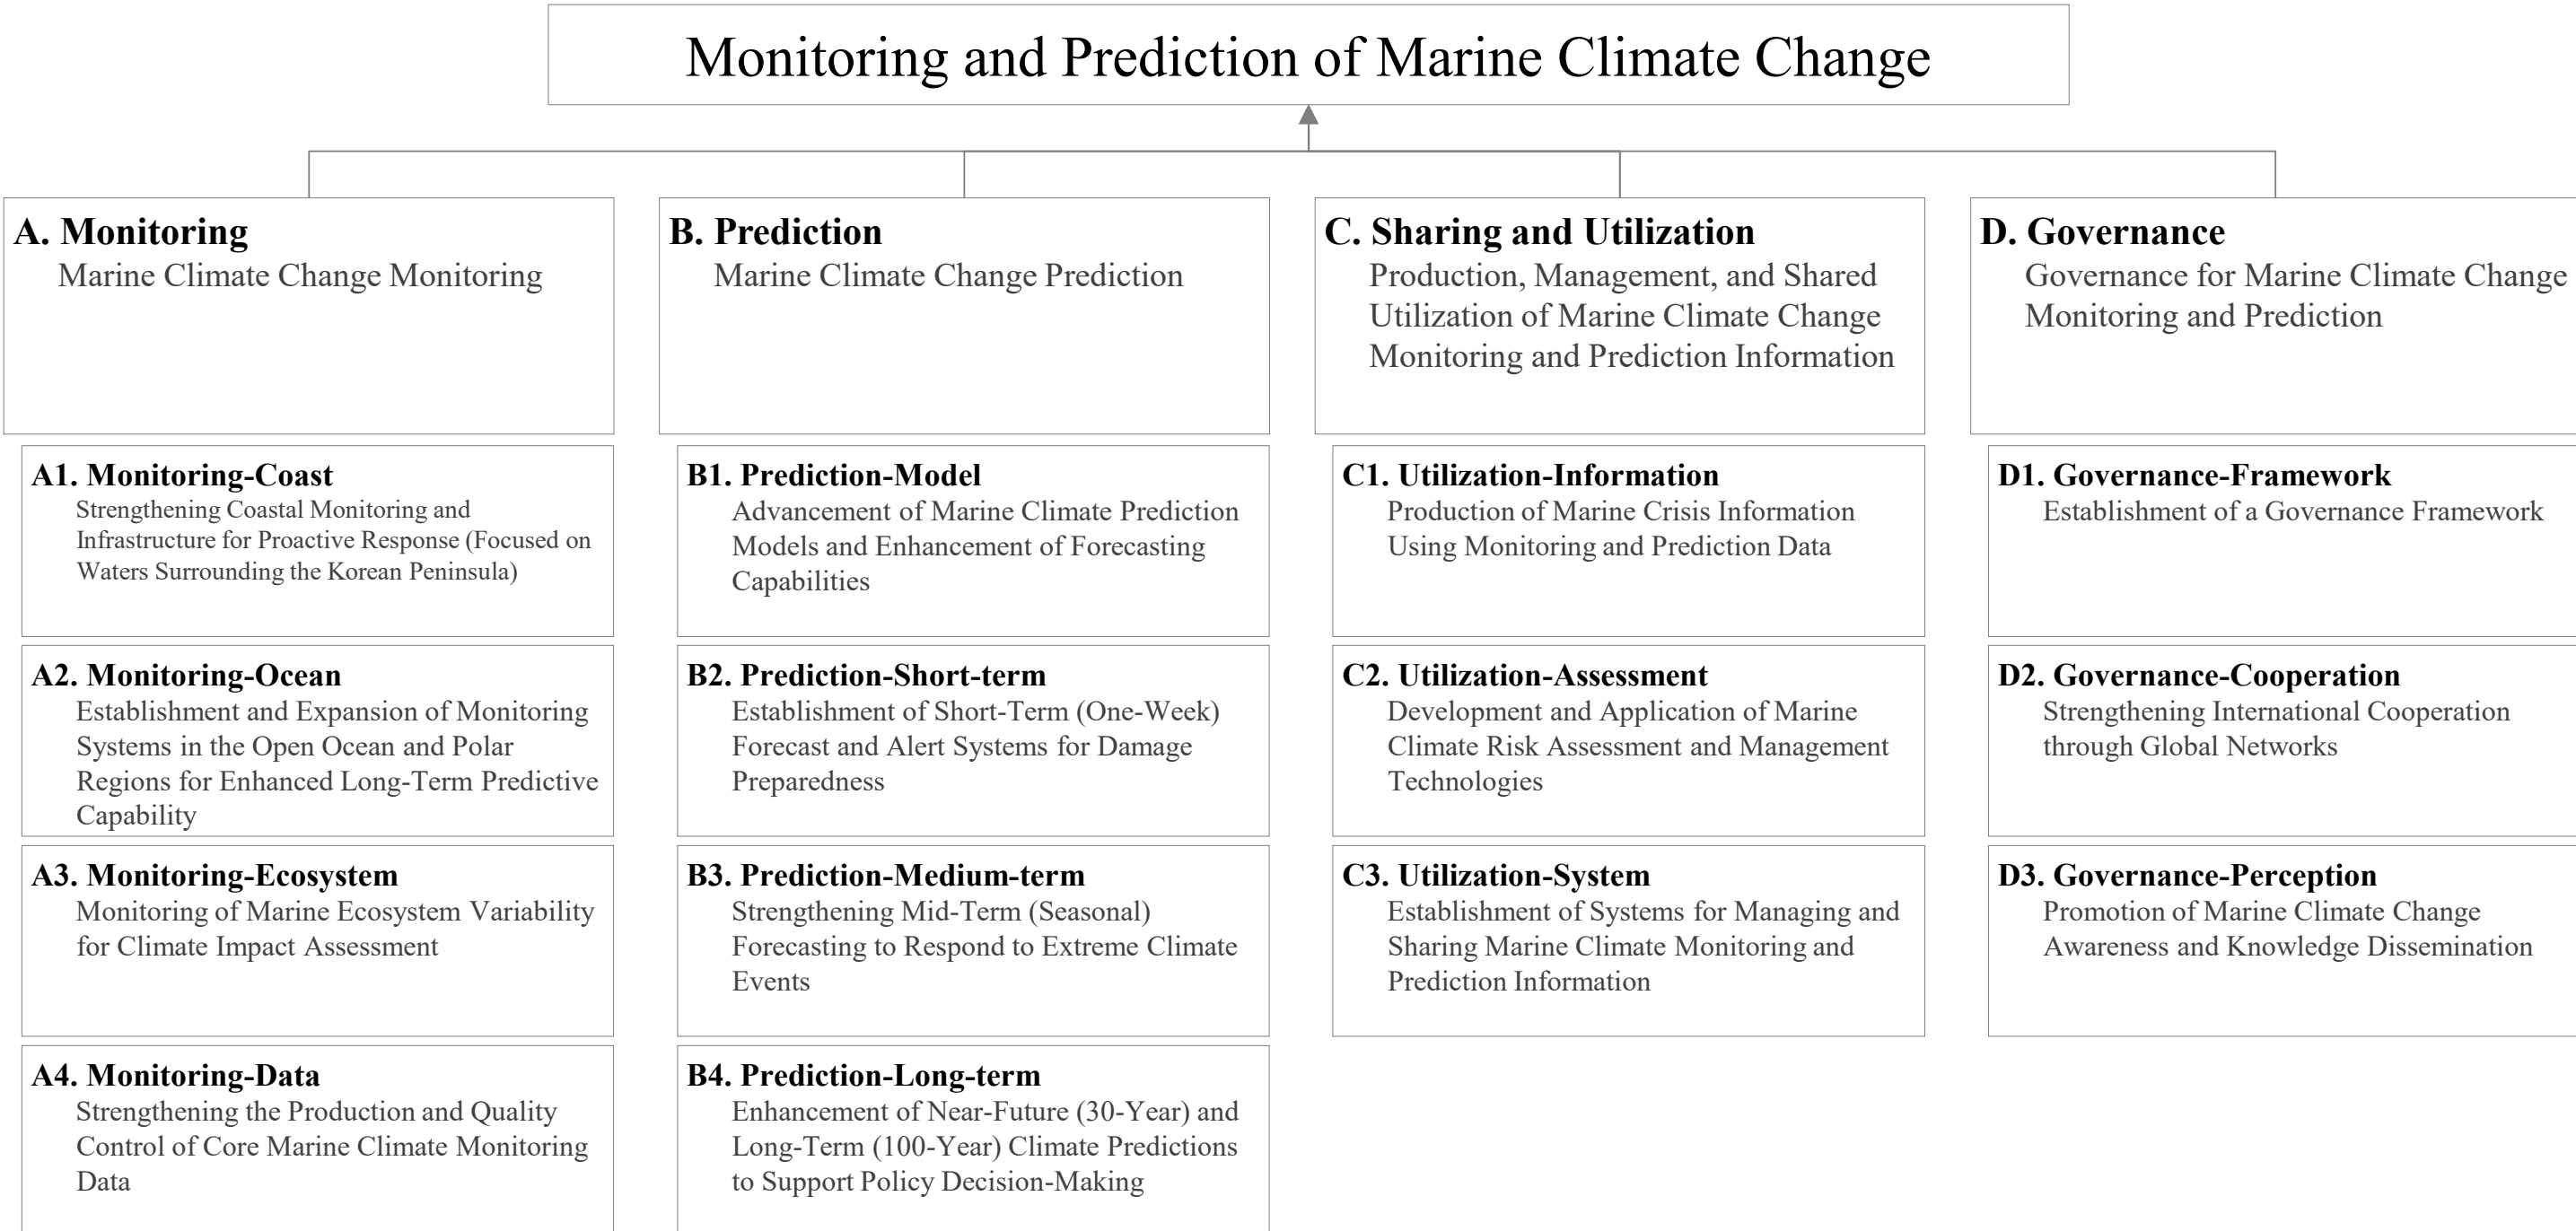 Monitoring and Prediction of Marine Climate Change
A. Monitoring
Marine Climate Change Monitoring
A1. Monitoring-Coast
Strengthening Coastal Monitoring and
Infrastructure for Proactive Response (Focused on
Waters Surrounding the Korean Peninsula)
A2. Monitoring-Ocean
Establishment and Expansion of Monitoring
Systems in the Open Ocean and Polar
Regions for Enhanced Long-Term Predictive
Capability
A3. Monitoring-Ecosystem
Monitoring of Marine Ecosystem Variability
for Climate Impact Assessment
A4. Monitoring-Data
Strengthening the Production and Quality
Control of Core Marine Climate Monitoring
Data
B. Prediction
Marine Climate Change Prediction
B1. Prediction-Model
Advancement of Marine Climate Prediction
Models and Enhancement of Forecasting
Capabilities
B2. Prediction-Short-term
Establishment of Short-Term (One-Week)
Forecast and Alert Systems for Damage
Preparedness
B3. Prediction-Medium-term
Strengthening Mid-Term (Seasonal)
Forecasting to Respond to Extreme Climate
Events
B4. Prediction-Long-term
Enhancement of Near-Future (30-Year) and
Long-Term (100-Year) Climate Predictions
to Support Policy Decision-Making
C. Sharing and Utilization
Production, Management, and Shared
Utilization of Marine Climate Change
Monitoring and Prediction Information
C1. Utilization-Information
Production of Marine Crisis Information
Using Monitoring and Prediction Data
C2. Utilization-Assessment
Development and Application of Marine
Climate Risk Assessment and Management
Technologies
C3. Utilization-System
Establishment of Systems for Managing and
Sharing Marine Climate Monitoring and
Prediction Information
D. Governance
Governance for Marine Climate Change
Monitoring and Prediction
D1. Governance-Framework
Establishment of a Governance Framework
D2. Governance-Cooperation
Strengthening International Cooperation
through Global Networks
D3. Governance-Perception
Promotion of Marine Climate Change
Awareness and Knowledge Dissemination